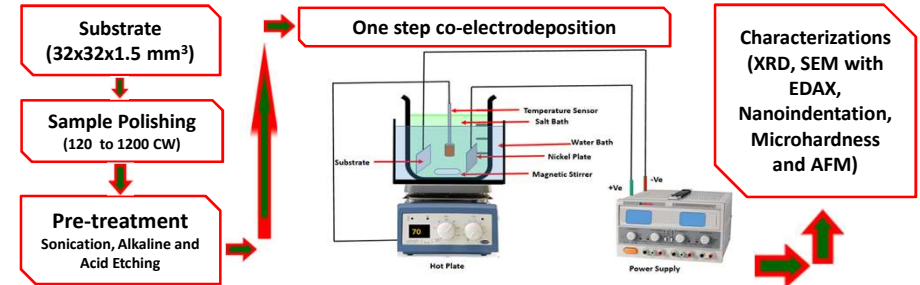 Substrate
(32x32x1.5 mm³)
Sample Polishing
(120 to 1200 CW)
Pre-treatment
Sonication, Alkaline and
Acid Etching
One step co-electrodeposition
Temperature Sensor
Salt Bath
Water Bath
Substrate
Nickel Plate
Magnetic Stirrer
70
Hot Plate
+Ve
-Ve
Power Supply
Characterizations
(XRD, SEM with
EDAX,
Nanoindentation,
Microhardness
and AFM)